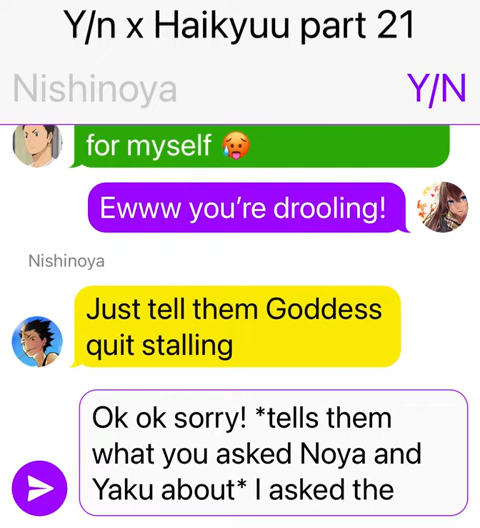 Y/n x Haikyuu part 21
Nishinoya
Y/N
for myself 🥵
Ewww you're drooling!
Nishinoya
Just tell them Goddess
quit stalling
Ok ok sorry! *tells them
what you asked Noya and
Yaku about* I asked the